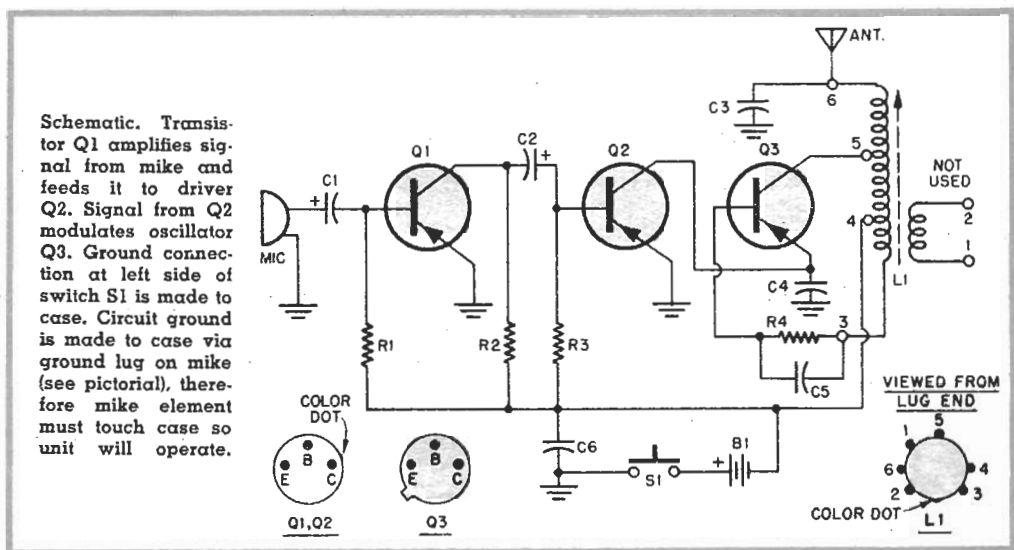 Schematic. Transis-
tor Q1 amplifies sig-
nal from mike and
feeds it to driver
Q2. Signal from Q2
modulates oscillator
Q3. Ground connec-
tion at left side of
switch S1 is made to
case. Circuit ground
is made to case via
ground lug on mike
(see pictorial), there-
fore mike element
must touch case so
unit will operate.
ANT.
C3
6
Q1
C2
+
Q2
Q3
5
NOT
USED
+
C1
4
2
1
MIC
C4
L1
R1
R2
R3
R4
3
C5
VIEWED FROM
LUG END
COLOR
DOT
B
E
C
Q1,Q2
B
E
C
Q3
C6
S1
+
B1
5
1
6
4
2
3
COLOR DOT
L1